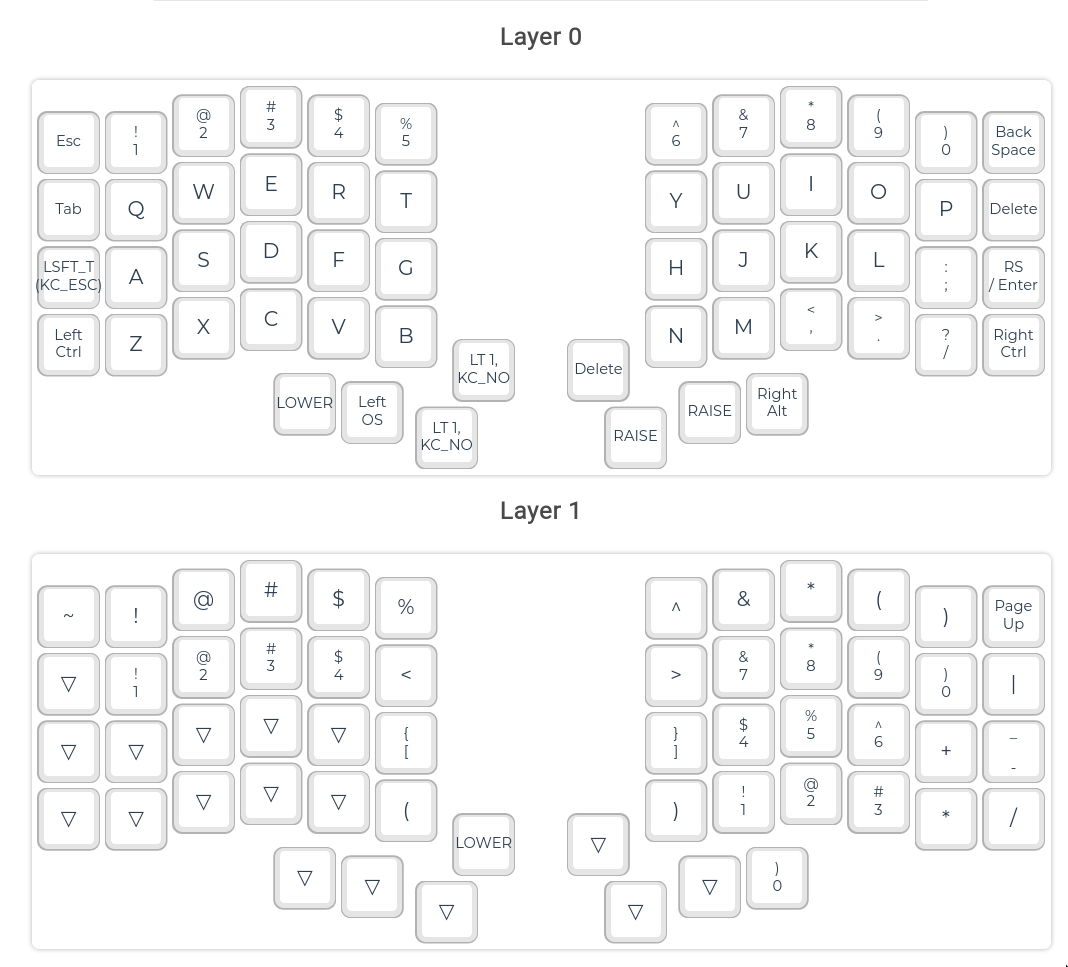 Layer 0
Esc
!
1
@
2
#
3
$
4
%
5
^
6
&
7
*
8
(
9
)
0
Back
Space
Tab
Q
W
E
R
T
Y
U
I
O
P
Delete
LSFT_T
(KC_ESC)
A
S
D
F
G
H
J
K
L
:
;
RS
/ Enter
Left
Ctrl
Z
X
C
V
B
N
M
<
,
>
.
?
/
Right
Ctrl
LT 1,
KC_NO
Delete
LOWER
Left
OS
LT 1,
KC_NO
RAISE
RAISE
Right
Alt
Layer 1
~
!
@
#
$
%
^
&
*
(
)
Page
Up
▽
!
1
@
2
#
3
$
4
<
>
&
7
*
8
(
9
)
0
|
▽
▽
▽
▽
▽
{
[
}
]
$
4
%
5
^
6
+
_
-
▽
▽
▽
▽
▽
(
)
!
1
@
2
#
3
*
/
LOWER
▽
▽
▽
▽
▽
▽
)
0